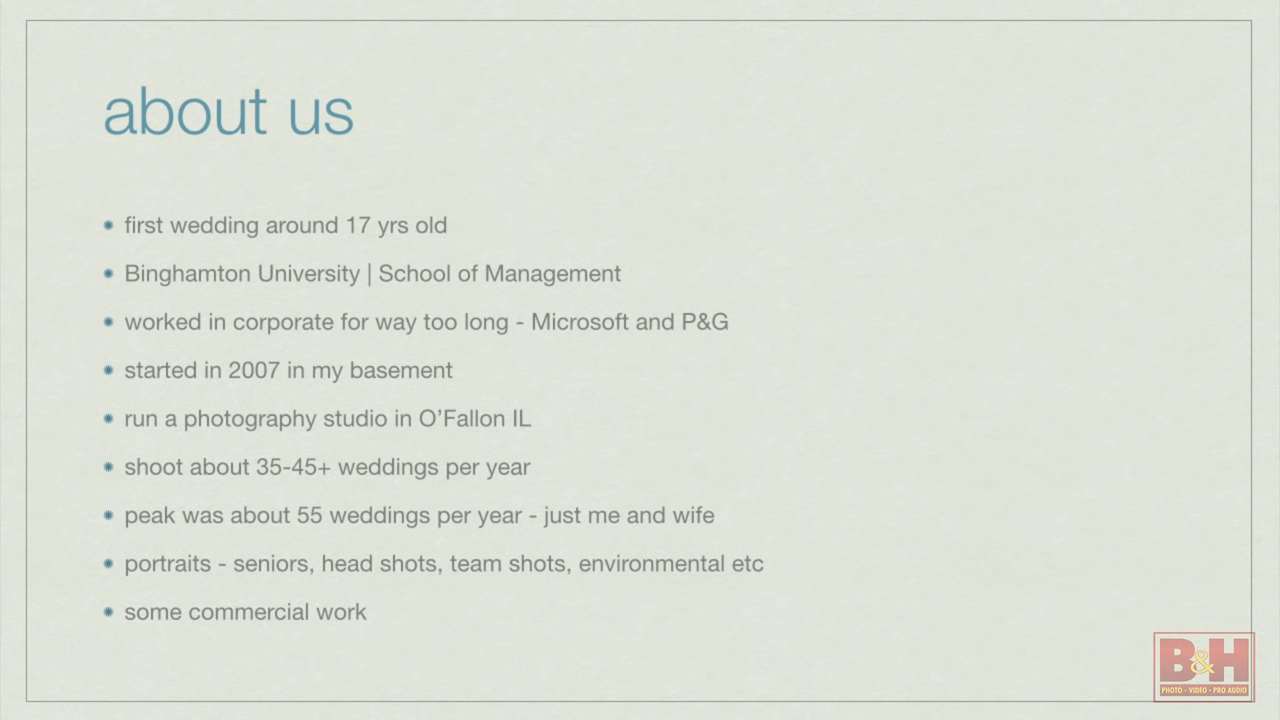 about us
first wedding around 17 yrs old
Binghamton University | School of Management
worked in corporate for way too long - Microsoft and P&G
started in 2007 in my basement
run a photography studio in O’Fallon IL
shoot about 35-45+ weddings per year
peak was about 55 weddings per year - just me and wife
portraits - seniors, head shots, team shots, environmental etc
some commercial work
B&H
PHOTO - VIDEO - PRO AUDIO